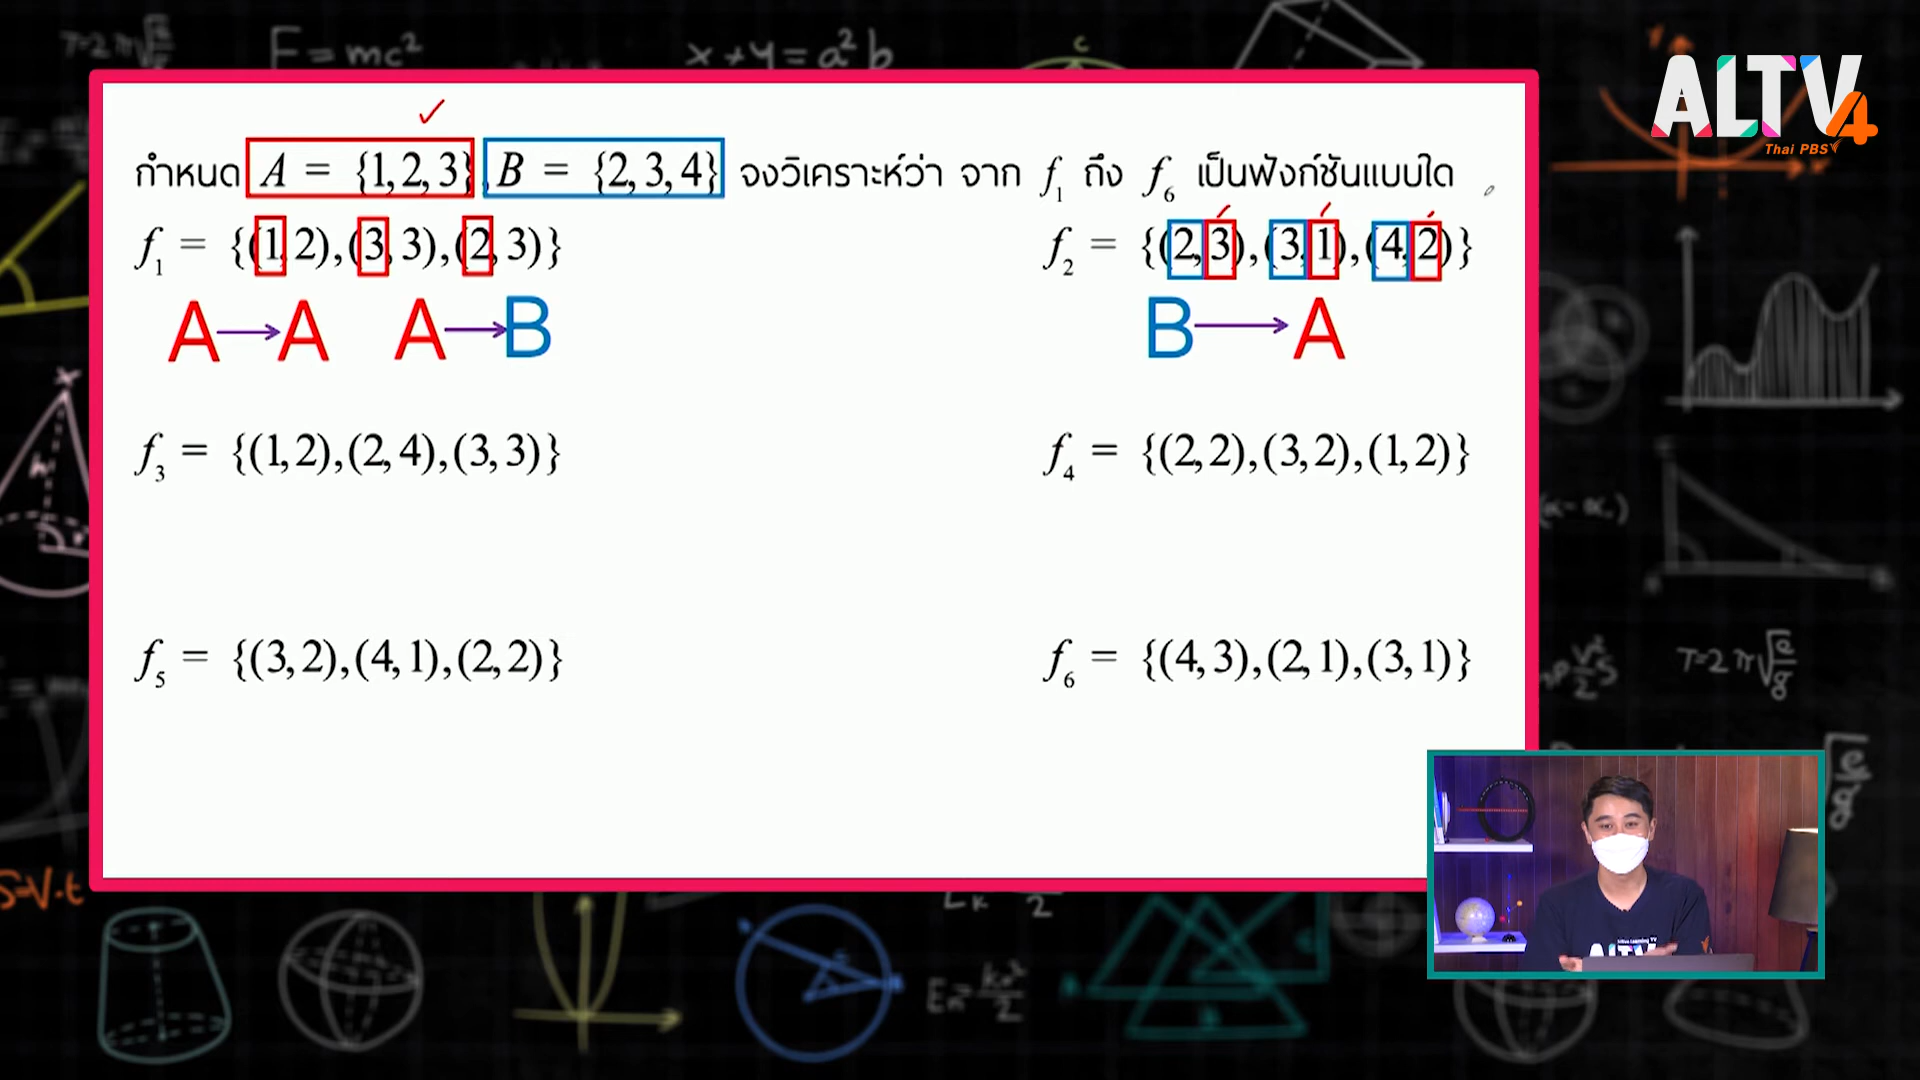 T=2π√
F=mc²
x+y=a²b
c
ALTV4
Thai PBS
✓
กำหนด A = {1,2,3}, B = {2,3,4} จงวิเคราะห์ว่า จาก f₁ ถึง f₆ เป็นฟังก์ชันแบบใด
f₁ = {(1,2),(3,3),(2,3)}
f₂ = {(2,3),(3,1),(4,2)}
A→A A→B
B→A
f₃ = {(1,2),(2,4),(3,3)}
f₄ = {(2,2),(3,2),(1,2)}
f₅ = {(3,2),(4,1),(2,2)}
f₆ = {(4,3),(2,1),(3,1)}
T=2π√
S=V·t
ALTV